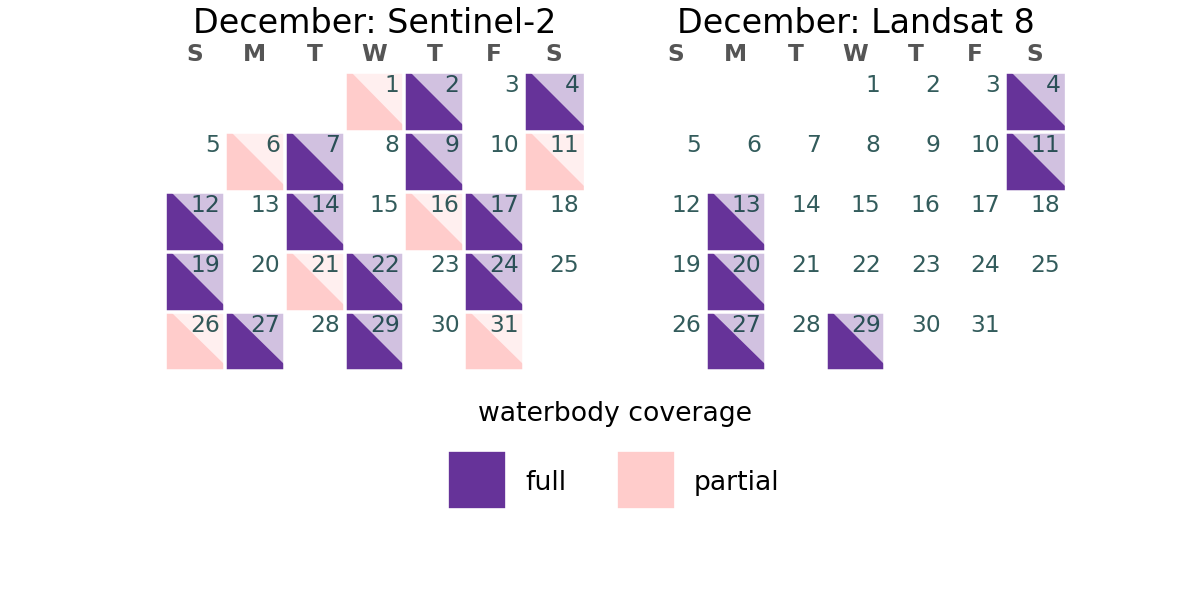 December: Sentinel-2
S M T W T F S
1 2 3 4
5 6 7 8 9 10 11
12 13 14 15 16 17 18
19 20 21 22 23 24 25
26 27 28 29 30 31
December: Landsat 8
S M T W T F S
1 2 3 4
5 6 7 8 9 10 11
12 13 14 15 16 17 18
19 20 21 22 23 24 25
26 27 28 29 30 31
waterbody coverage
full partial